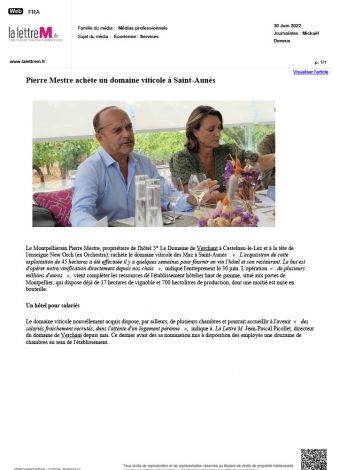 Web FRA
la lettre M.fr
Famille du média : Médias professionnels
Sujet du média : Economie - Services
30 Juin 2022
Journalistes : Mickaël
Deneux
www.lalettrem.fr
p. 1/1
Visualiser l'article
Pierre Mestre achète un domaine viticole à Saint-Aunès
Le Montpelliérain Pierre Mestre, propriétaire de l'hôtel 5* Le Domaine de Verchant à Castelnau-le-Lez et à la tête de
l'enseigne New Orch (ex Orchestra), rachète le domaine viticole des Maz à Saint-Aunès . « L'acquisition de cette
exploitation de 45 hectares a été effectuée il y a quelques semaines pour fournir en vin l'hôtel et son restaurant. Le but est
d'opérer notre vinification directement depuis nos chais », indique l'entrepreneur le 30 juin. L'opération « de plusieurs
millions d'euros », vient compléter les ressources de l'établissement hôtelier haut de gamme, situé aux portes de
Montpellier, qui dispose déjà de 17 hectares de vignoble et 700 hectolitres de production, dont une moitié est mise en
bouteille.
Un hôtel pour salariés
Le domaine viticole nouvellement acquis dispose, par ailleurs, de plusieurs chambres et pourrait accueillir à l'avenir « des
salariés fraîchement recrutés, dans l'attente d'un logement pérenne », indique à La Lettre M Jean-Pascal Picollet, directeur
du domaine de Verchant depuis mai. Ce dernier avant dès sa nomination mis à disposition des employés une douzaine de
chambres au sein de l'établissement.
Tous droits de reproduction et de représentation réservés au titulaire de droits de propriété intellectuelle